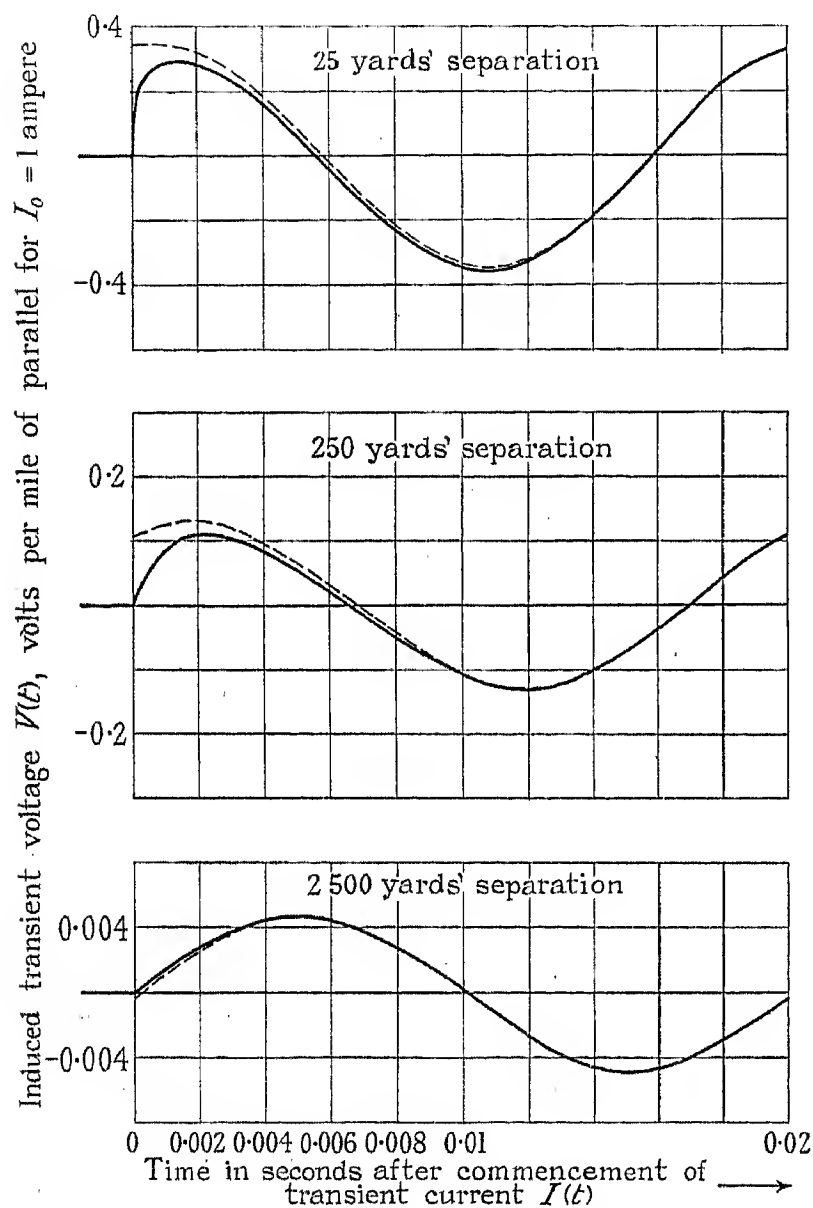 Induced transient voltage V(t), volts per mile of parallel for I₀ = 1 ampere
0·4
25 yards' separation
-0·4
250 yards' separation
0·2
-0·2
2 500 yards' separation
0·004
-0·004
0 0·002 0·004 0·006 0·008 0·01 0·02
Time in seconds after commencement of
transient current I(t)